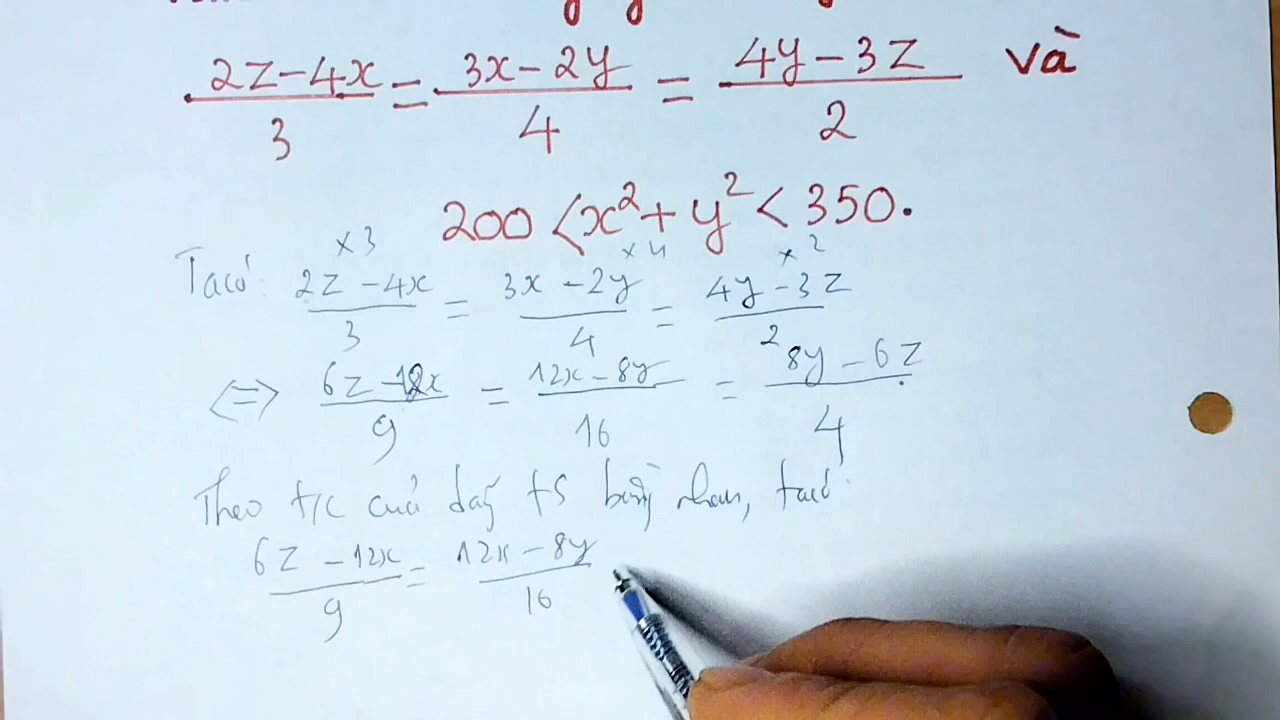 2z-4x/3 = 3x-2y/4 = 4y-3z/2 và
200 < x² + y² < 350.
×3 ×4 ×2
Ta có: 2z-4x/3 = 3x-2y/4 = 4y-3z/2
<=> 6z-12x/9 = 12x-8y/16 = 8y-6z/4
Theo t/c của dãy tS bằng nhau, ta có:
6z-12x/9 = 12x-8y/16